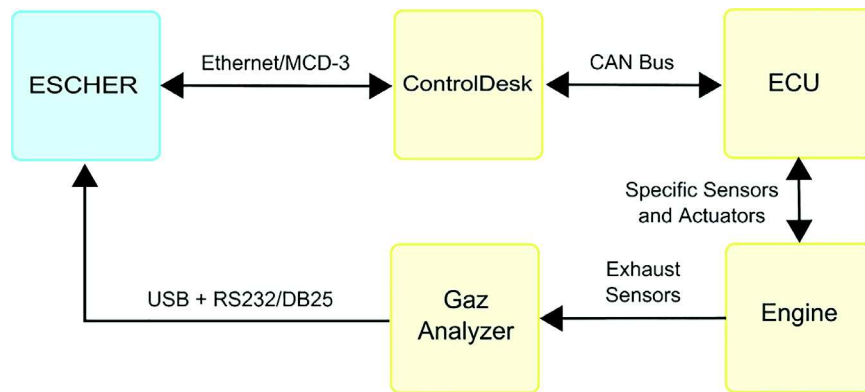 Ethernet/MCD-3
CAN Bus
ESCHER
ControlDesk
ECU
Specific Sensors
and Actuators
Exhaust
Sensors
USB + RS232/DB25
Gaz
Analyzer
Engine